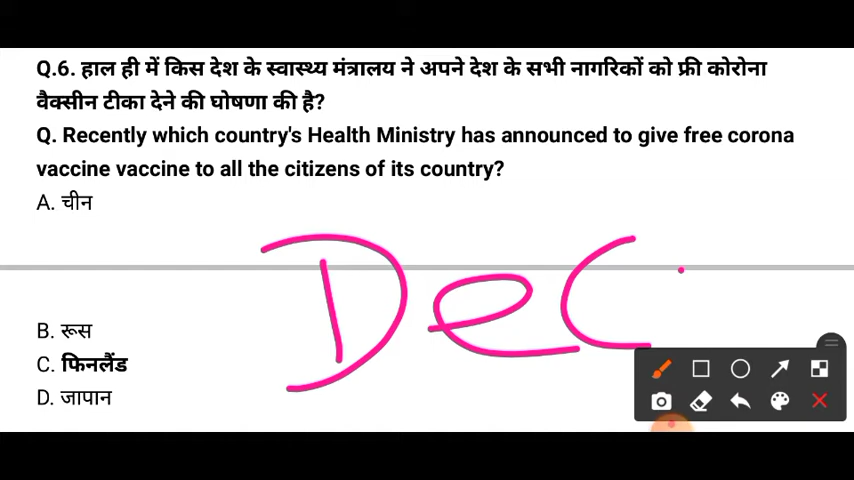 Q.6. हाल ही में किस देश के स्वास्थ्य मंत्रालय ने अपने देश के सभी नागरिकों को फ्री कोरोना
वैक्सीन टीका देने की घोषणा की है?
Q. Recently which country's Health Ministry has announced to give free corona
vaccine vaccine to all the citizens of its country?
A. चीन
Dec
B. रूस
C. फिनलैंड
D. जापान